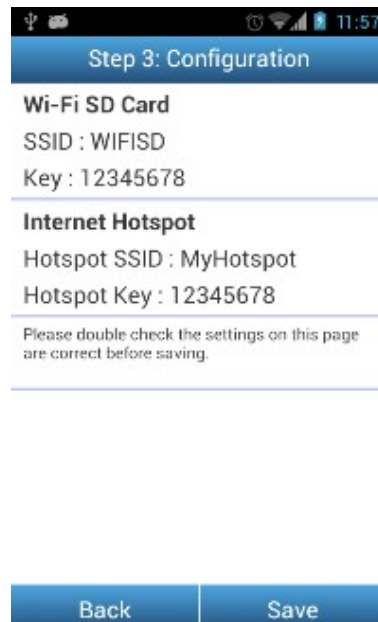 11:57
Step 3: Configuration
Wi-Fi SD Card
SSID : WIFISD
Key : 12345678
Internet Hotspot
Hotspot SSID : MyHotspot
Hotspot Key : 12345678
Please double check the settings on this page
are correct before saving.
Back Save